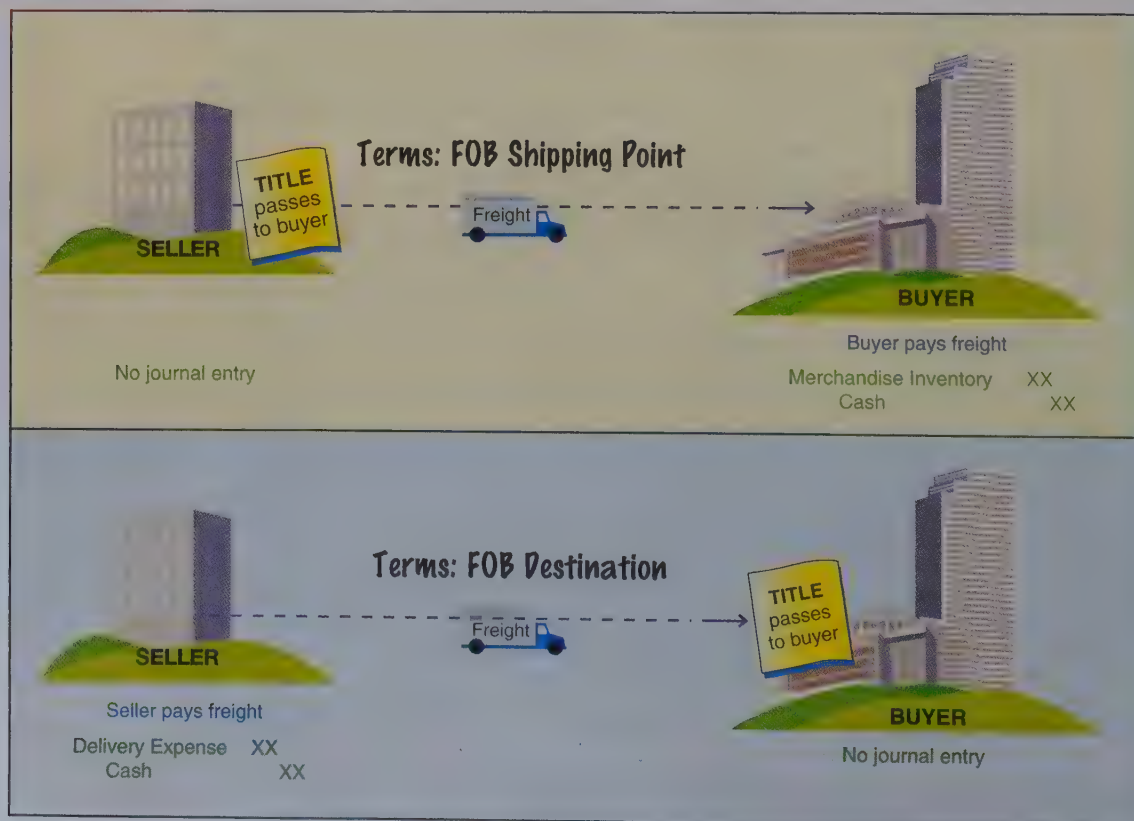 Terms: FOB Shipping Point
TITLE
passes
to buyer
Freight
SELLER
BUYER
Buyer pays freight
No journal entry
Merchandise Inventory XX
Cash XX
Terms: FOB Destination
TITLE
passes
to buyer
Freight
SELLER
BUYER
Seller pays freight
Delivery Expense XX
Cash XX
No journal entry